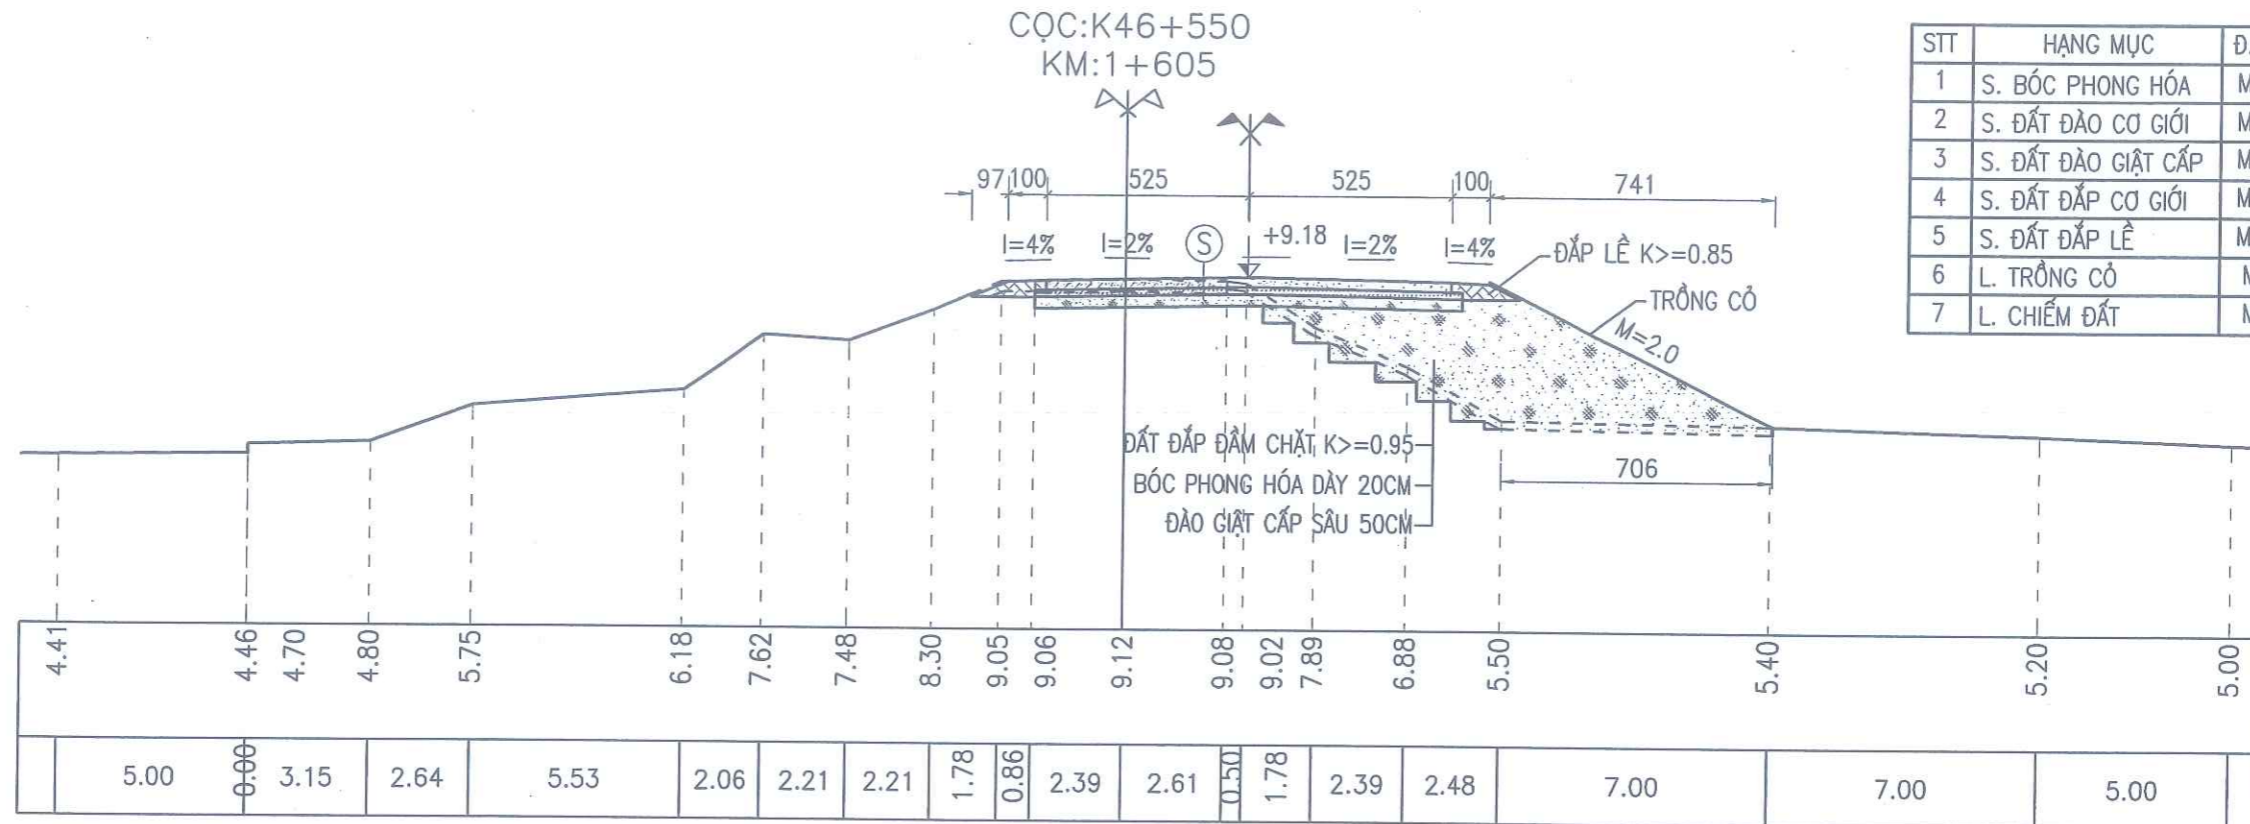 CỌC:K46+550
KM:1+605
STT HẠNG MỤC
1 S. BÓC PHONG HÓA M
2 S. ĐẤT ĐÀO CƠ GIỚI M
3 S. ĐẤT ĐÀO GIẬT CẤP M
4 S. ĐẤT ĐẮP CƠ GIỚI M
5 S. ĐẤT ĐẮP LỀ M
6 L. TRỒNG CỎ M
7 L. CHIẾM ĐẤT M
97 100 525 525 100 741
I=4% I=2% S +9.18 I=2% I=4%
ĐẮP LỀ K>=0.85
TRỒNG CỎ
M=2.0
ĐẤT ĐẮP ĐẦM CHẶT K>=0.95
BÓC PHONG HÓA DÀY 20CM
ĐÀO GIẬT CẤP SÂU 50CM
706
4.41 4.46 4.70 4.80 5.75 6.18 7.62 7.48 8.30 9.05 9.06 9.12 9.08 9.02 7.89 6.88 5.50 5.40 5.20 5.00
5.00 0.00 3.15 2.64 5.53 2.06 2.21 2.21 1.78 0.86 2.39 2.61 0.50 1.78 2.39 2.48 7.00 7.00 5.00